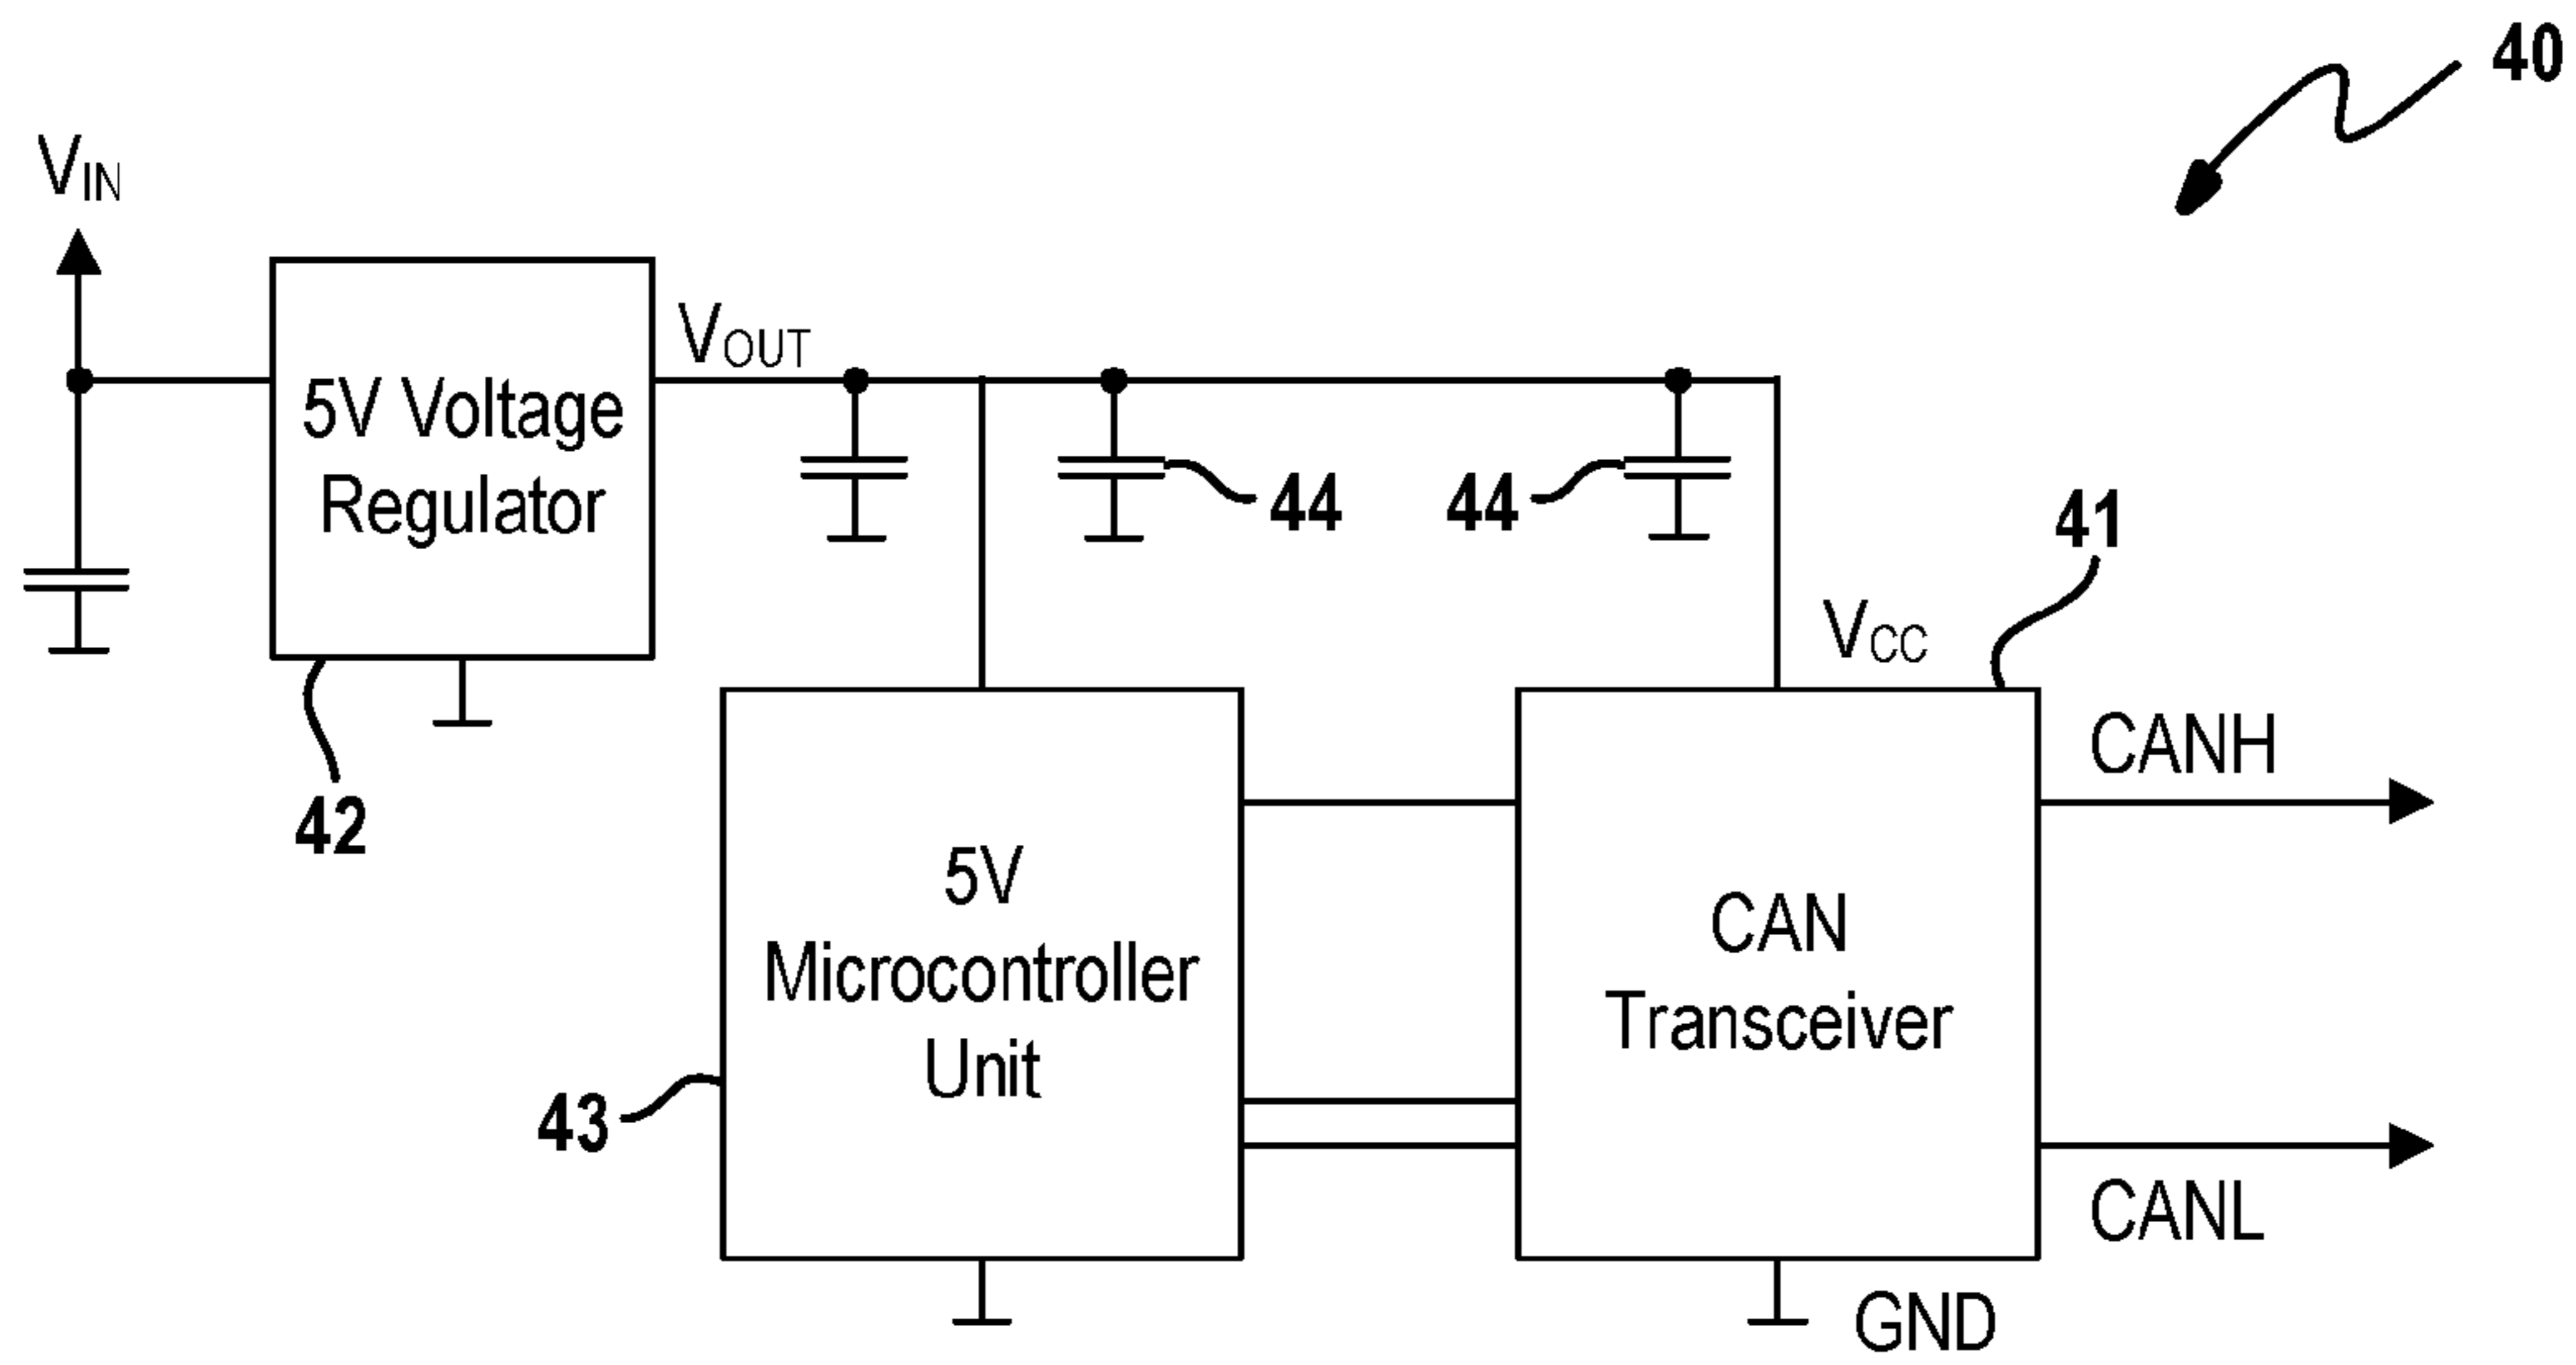 40
VIN
5V Voltage
Regulator
VOUT
44
44
41
VCC
42
CANH
5V
Microcontroller
Unit
CAN
Transceiver
43
CANL
GND